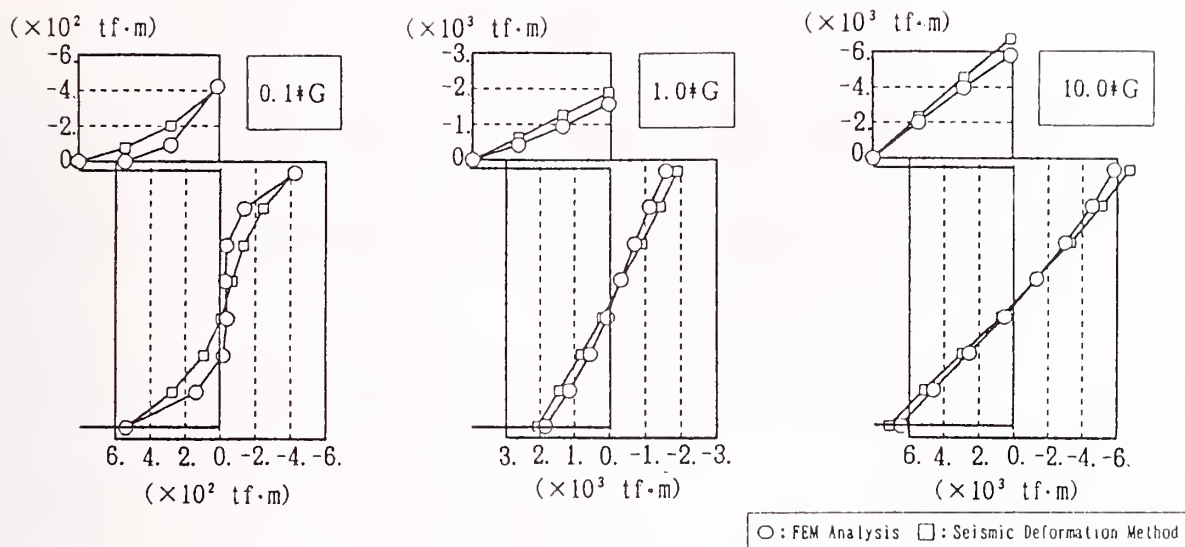 (×10² tf·m)
-6.
-4.
-2.
0.
0.1*G
6. 4. 2. 0. -2. -4. -6.
(×10² tf·m)
(×10³ tf·m)
-3.
-2.
-1.
0.
1.0*G
3. 2. 1. 0. -1. -2. -3.
(×10³ tf·m)
(×10³ tf·m)
-6.
-4.
-2.
0.
10.0*G
6. 4. 2. 0. -2. -4. -6.
(×10³ tf·m)
○: FEM Analysis □: Seismic Deformation Method